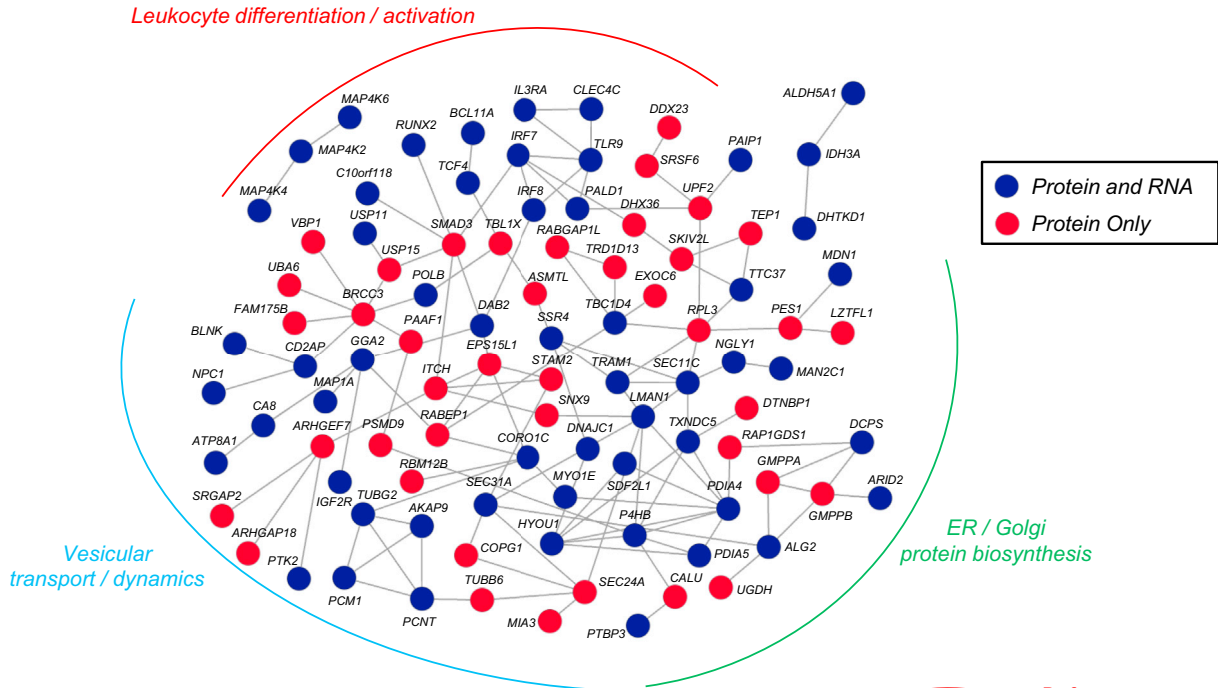 Leukocyte differentiation / activation
MAP4K6
MAP4K2
MAP4K4
RUNX2
BCL11A
IL3RA
CLEC4C
IRF7
TLR9
DDX23
SRSF6
PAIP1
ALDH5A1
IDH3A
DHTKD1
Protein and RNA
Protein Only
C10orf118
TCF4
IRF8
PALD1
UPF2
VBP1
USP11
SMAD3
TBL1X
DHX36
TEP1
USP15
RABGAP1L
TRD1D13
SKIV2L
UBA6
POLB
ASMTL
EXOC6
TTC37
MDN1
FAM175B
BRCC3
PAAF1
DAB2
SSR4
TBC1D4
RPL3
PES1
LZTFL1
BLNK
CD2AP
GGA2
EPS15L1
STAM2
TRAM1
SEC11C
NGLY1
MAN2C1
NPC1
MAP1A
ITCH
SNX9
LMAN1
TXNDC5
DTNBP1
CA8
ARHGEF7
PSMD9
RABEP1
DNAJC1
RAP1GDS1
DCPS
ATP8A1
RBM12B
CORO1C
MYO1E
SDF2L1
PDIA4
GMPPA
ARID2
SRGAP2
IGF2R
TUBG2
AKAP9
SEC31A
HYOU1
P4HB
GMPPB
ARHGAP18
PTK2
COPG1
PDIA5
ALG2
Vesicular
transport / dynamics
ER / Golgi
protein biosynthesis
PCM1
PCNT
TUBB6
SEC24A
CALU
UGDH
MIA3
PTBP3